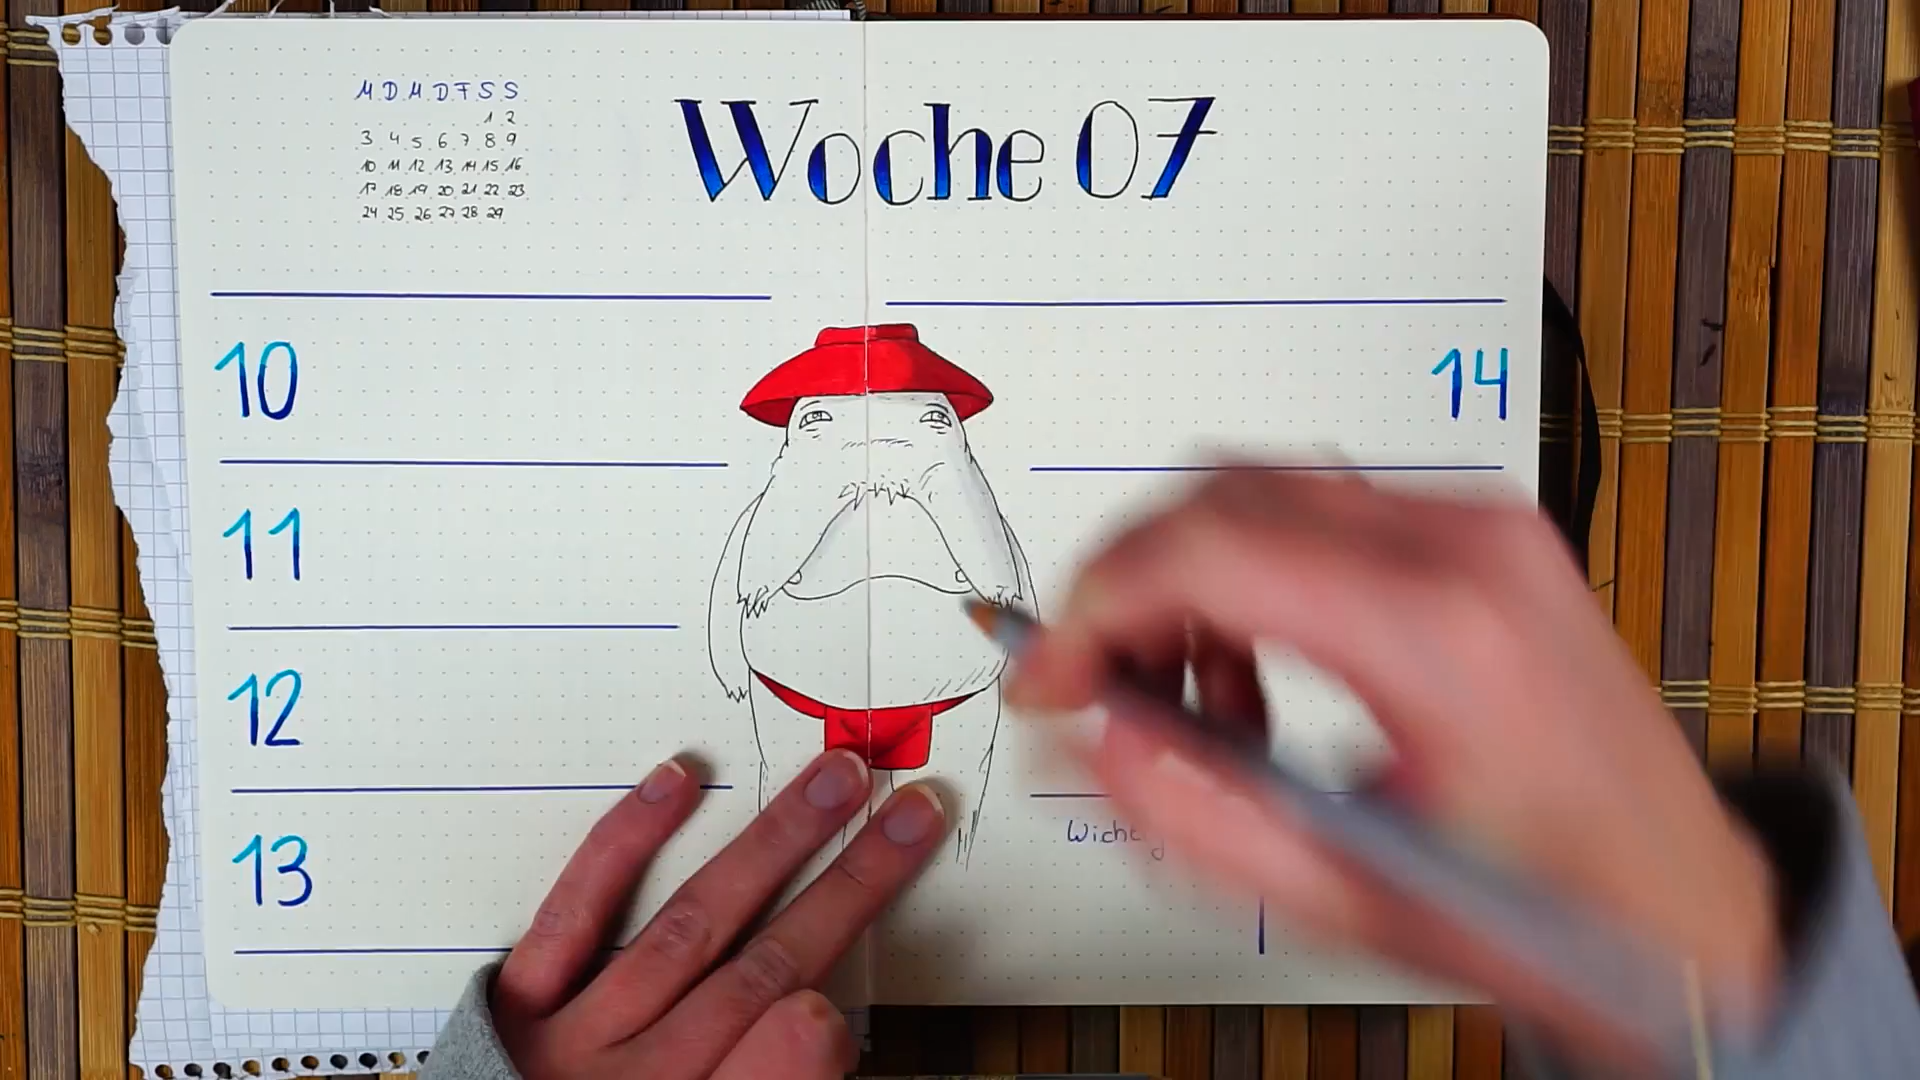 M D M D F S S
1 2
3 4 5 6 7 8 9
10 11 12 13 14 15 16
17 18 19 20 21 22 23
24 25 26 27 28 29
Woche 07
10
11
12
13
14